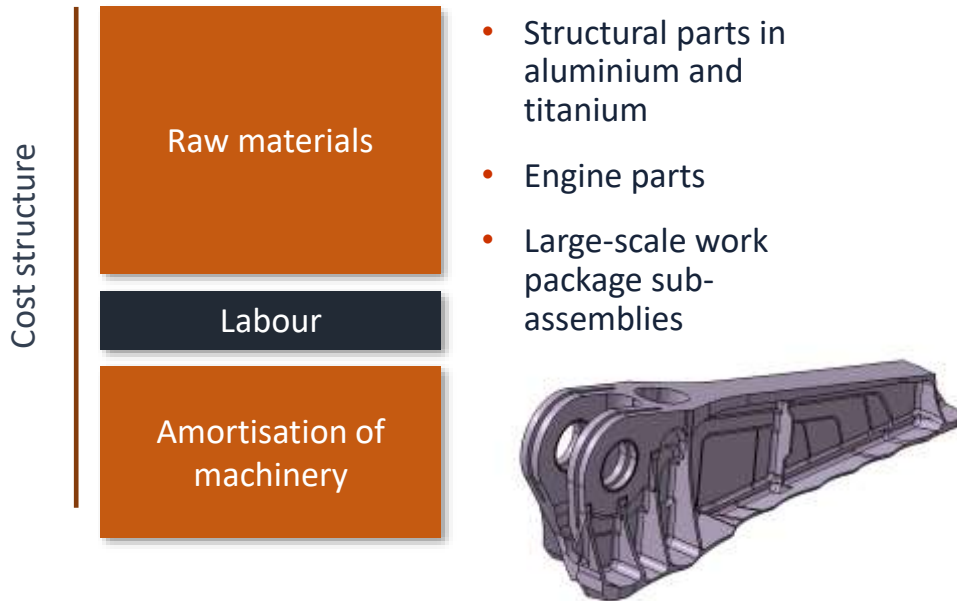 Cost structure
Raw materials
Labour
Amortisation of
machinery
• Structural parts in
aluminium and
titanium
• Engine parts
• Large-scale work
package sub-
assemblies